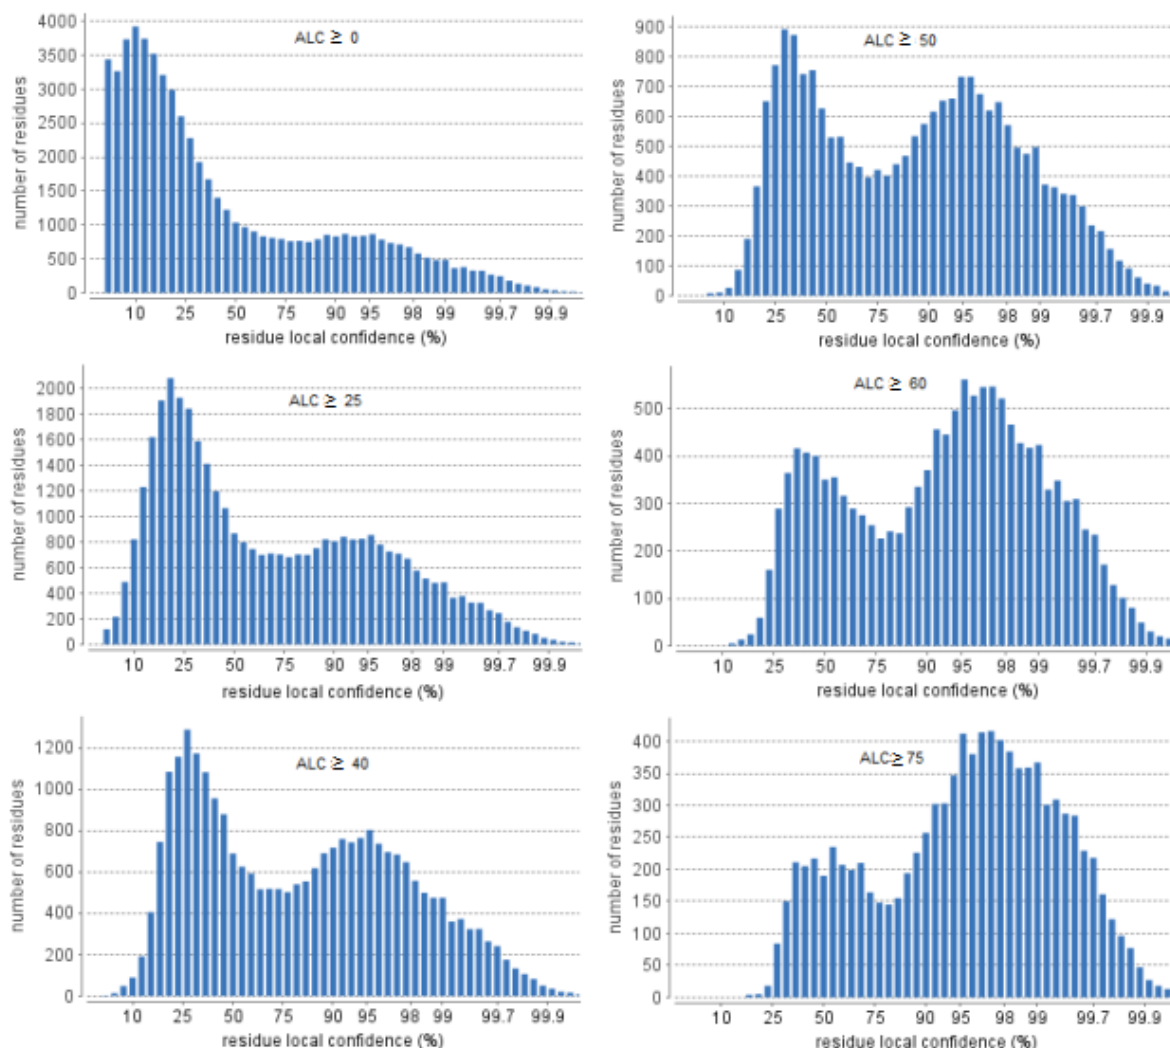 ALC ≥ 0
number of residues
4000
3500
3000
2500
2000
1500
1000
500
0
10 25 50 75 90 95 98 99 99.7 99.9
residue local confidence (%)
ALC ≥ 50
number of residues
900
800
700
600
500
400
300
200
100
0
10 25 50 75 90 95 98 99 99.7 99.9
residue local confidence (%)
ALC ≥ 25
number of residues
2000
1800
1600
1400
1200
1000
800
600
400
200
0
10 25 50 75 90 95 98 99 99.7 99.9
residue local confidence (%)
ALC ≥ 60
number of residues
500
400
300
200
100
0
10 25 50 75 90 95 98 99 99.7 99.9
residue local confidence (%)
ALC ≥ 40
number of residues
1200
1000
800
600
400
200
0
10 25 50 75 90 95 98 99 99.7 99.9
residue local confidence (%)
ALC≥75
number of residues
400
350
300
250
200
150
100
50
0
10 25 50 75 90 95 98 99 99.7 99.9
residue local confidence (%)